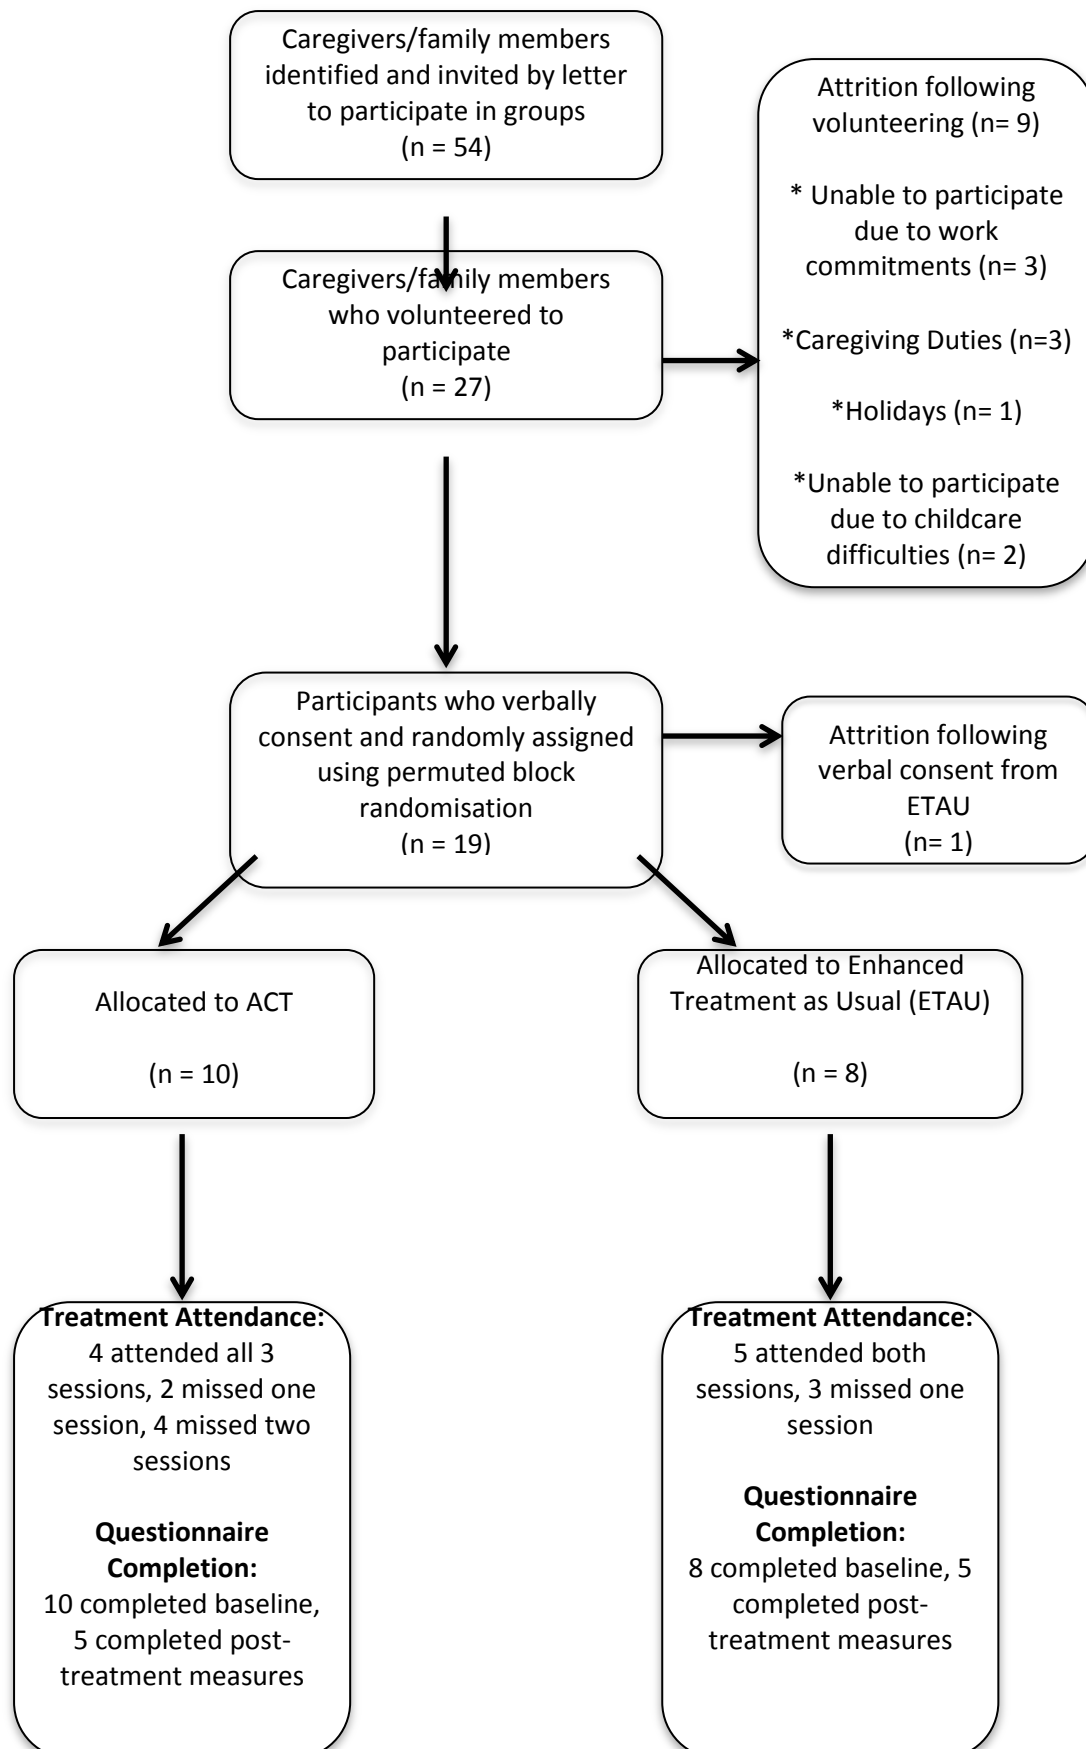 Caregivers/family members
identified and invited by letter
to participate in groups
(n = 54)
Caregivers/family members
who volunteered to
participate
(n = 27)
Attrition following
volunteering (n= 9)
* Unable to participate
due to work
commitments (n= 3)
*Caregiving Duties (n=3)
*Holidays (n= 1)
*Unable to participate
due to childcare
difficulties (n= 2)
Participants who verbally
consent and randomly assigned
using permuted block
randomisation
(n = 19)
Attrition following
verbal consent from
ETAU
(n= 1)
Allocated to ACT
(n = 10)
Allocated to Enhanced
Treatment as Usual (ETAU)
(n = 8)
Treatment Attendance:
4 attended all 3
sessions, 2 missed one
session, 4 missed two
sessions
Questionnaire
Completion:
10 completed baseline,
5 completed post-
treatment measures
Treatment Attendance:
5 attended both
sessions, 3 missed one
session
Questionnaire
Completion:
8 completed baseline, 5
completed post-
treatment measures